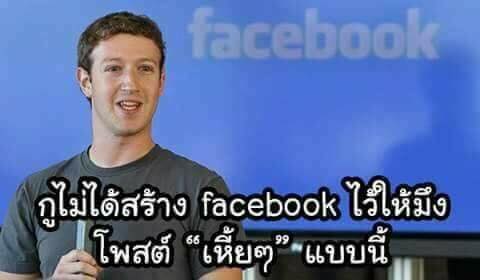 facebook
กูไม่ได้สร้าง facebook ไว้ให้มึง
โพสต์ “เหี้ยๆ” แบบนี้